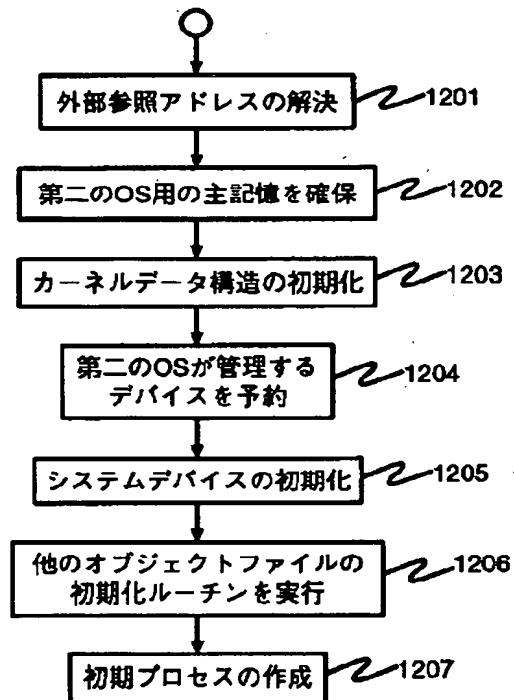 外部参照アドレスの解決
1201
第二のOS用の主記憶を確保
1202
カーネルデータ構造の初期化
1203
第二のOSが管理する
デバイスを予約
1204
システムデバイスの初期化
1205
他のオブジェクトファイルの
初期化ルーチンを実行
1206
初期プロセスの作成
1207